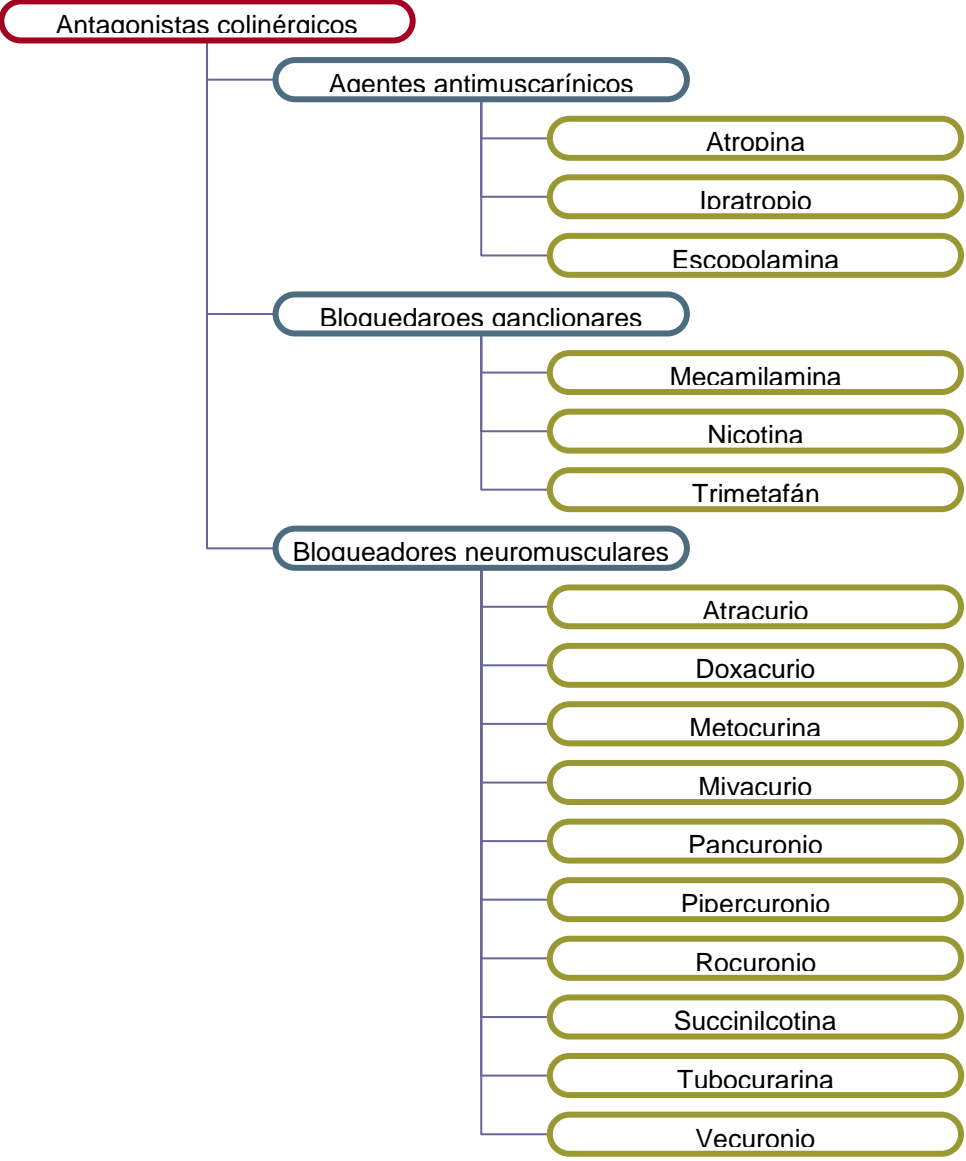 Antagonistas colinérgicos
Agentes antimuscarínicos
Atropina
Ipratropio
Escopolamina
Bloquedaroes ganclionares
Mecamilamina
Nicotina
Trimetafán
Bloqueadores neuromusculares
Atracurio
Doxacurio
Metocurina
Mivacurio
Pancuronio
Pipercuronio
Rocuronio
Succinilcotina
Tubocurarina
Vecuronio